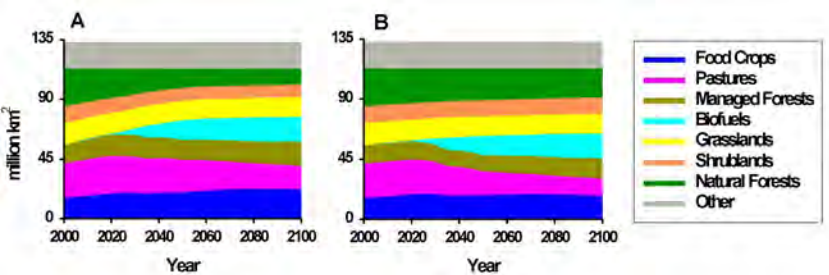 A
B
135
90
45
0
million km²
2000 2020 2040 2060 2080 2100
Year
135
90
45
0
2000 2020 2040 2060 2080 2100
Year
Food Crops
Pastures
Managed Forests
Biofuels
Grasslands
Shrublands
Natural Forests
Other